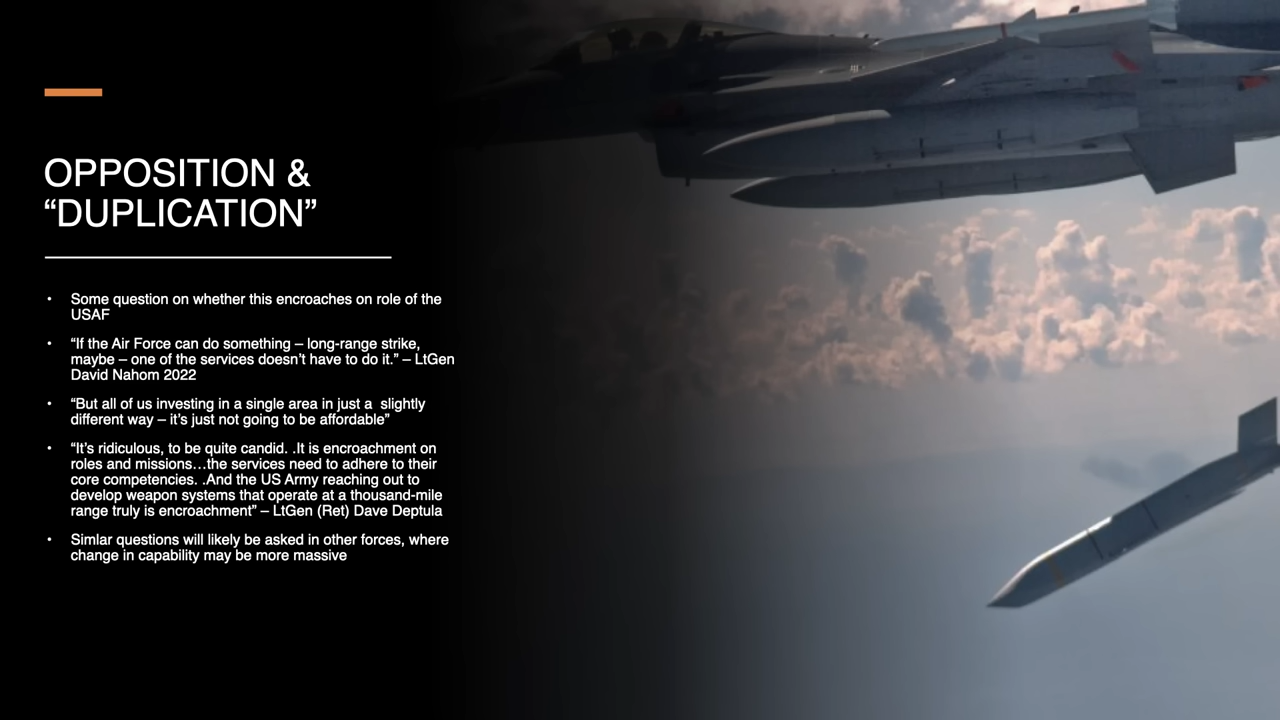 OPPOSITION &
“DUPLICATION”
• Some question on whether this encroaches on role of the
USAF
• “If the Air Force can do something – long-range strike,
maybe – one of the services doesn’t have to do it.” – LtGen
David Nahom 2022
• “But all of us investing in a single area in just a  slightly
different way – it’s just not going to be affordable”
• “It’s ridiculous, to be quite candid. .It is encroachment on
roles and missions…the services need to adhere to their
core competencies. .And the US Army reaching out to
develop weapon systems that operate at a thousand-mile
range truly is encroachment” – LtGen (Ret) Dave Deptula
• Simlar questions will likely be asked in other forces, where
change in capability may be more massive